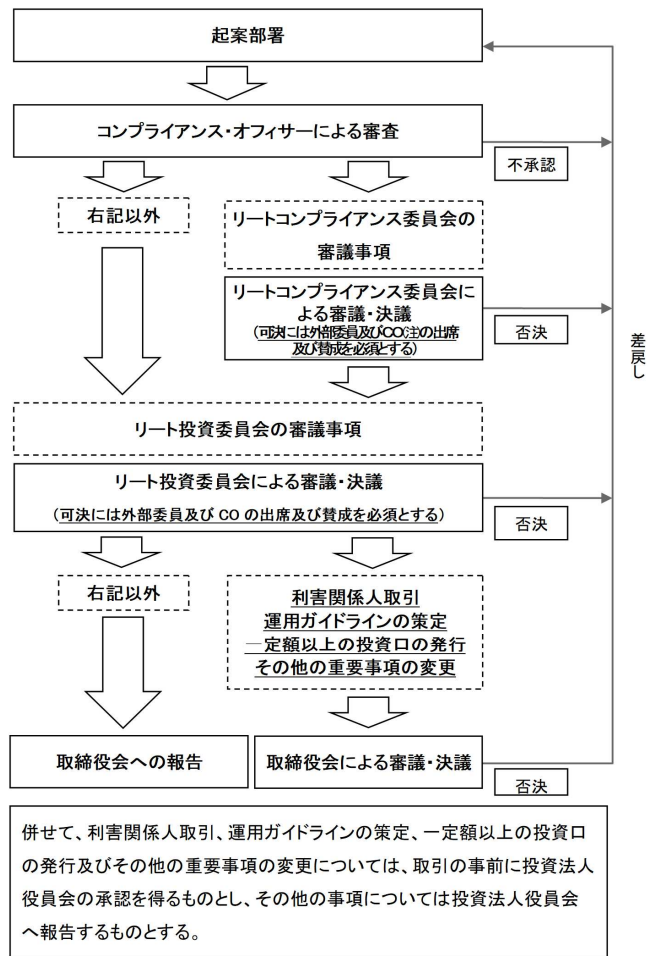 起案部署
コンプライアンス・オフィサーによる審査
不承認
右記以外
リートコンプライアンス委員会の
審議事項
リートコンプライアンス委員会に
よる審議・決議
（可決には外部委員及びCO(注)の出席
及び賛成を必須とする）
否決
差戻し
リート投資委員会の審議事項
リート投資委員会による審議・決議
（可決には外部委員及び CO の出席及び賛成を必須とする）
否決
右記以外
利害関係人取引
運用ガイドラインの策定
一定額以上の投資口の発行
その他の重要事項の変更
取締役会への報告
取締役会による審議・決議
否決
併せて、利害関係人取引、運用ガイドラインの策定、一定額以上の投資口
の発行及びその他の重要事項の変更については、取引の事前に投資法人
役員会の承認を得るものとし、その他の事項については投資法人役員会
へ報告するものとする。